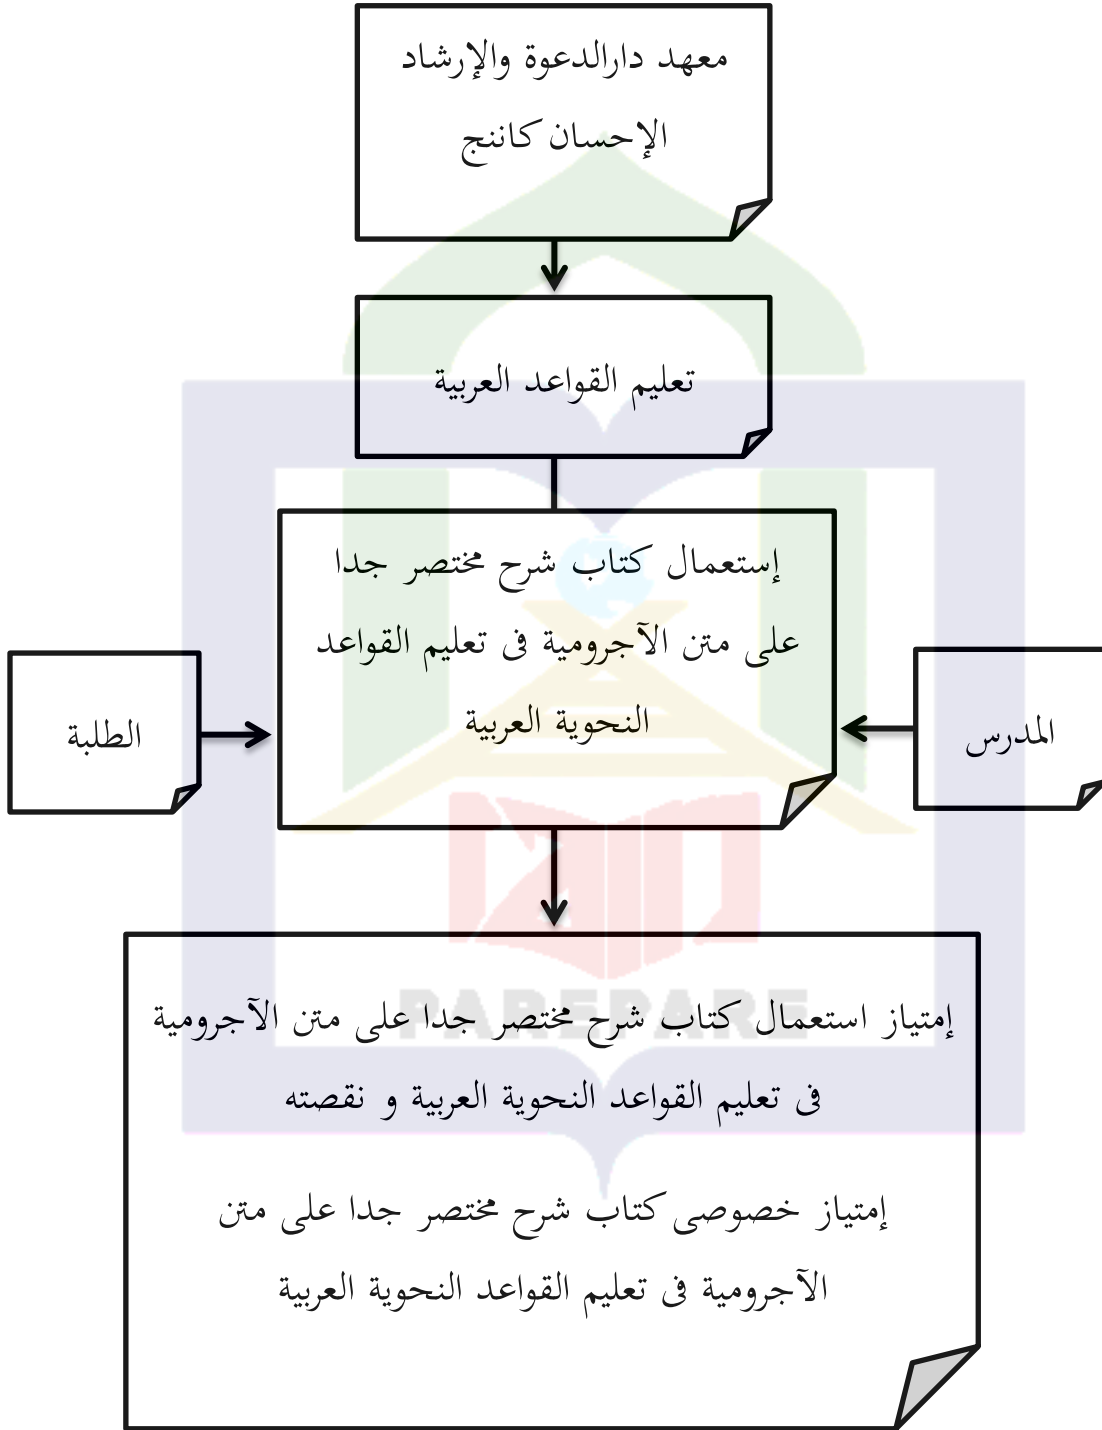 معهد دارالدعوة والإرشاد
الإحسان كاننج
تعليم القواعد العربية
إستعمال كتاب شرح مختصر جدا
على متن الآجرومية فى تعليم القواعد
النحوية العربية
المدرس
الطلبة
إمتياز استعمال كتاب شرح مختصر جدا على متن الآجرومية
فى تعليم القواعد النحوية العربية و نقصته
إمتياز خصوصى كتاب شرح مختصر جدا على متن
الآجرومية فى تعليم القواعد النحوية العربية
PAREPARE